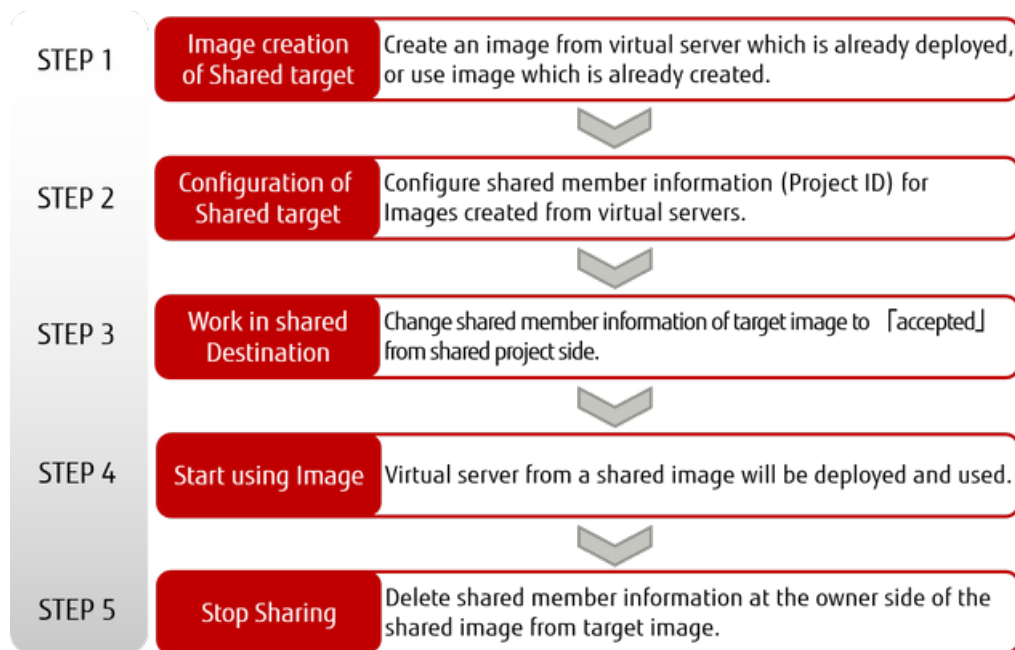 STEP 1
Image creation
of Shared target
Create an image from virtual server which is already deployed,
or use image which is already created.
STEP 2
Configuration of
Shared target
Configure shared member information (Project ID) for
Images created from virtual servers.
STEP 3
Work in shared
Destination
Change shared member information of target image to 「accepted」
from shared project side.
STEP 4
Start using Image
Virtual server from a shared image will be deployed and used.
STEP 5
Stop Sharing
Delete shared member information at the owner side of the
shared image from target image.